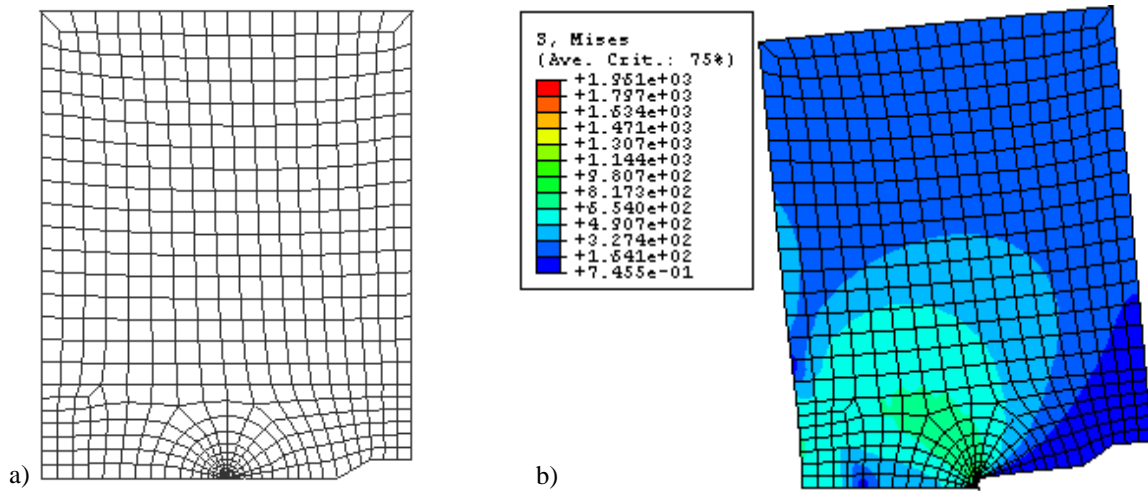 S, Mises
(Ave. Crit.: 75%)
+1.961e+03
+1.797e+03
+1.634e+03
+1.471e+03
+1.307e+03
+1.144e+03
+9.807e+02
+8.173e+02
+6.540e+02
+4.907e+02
+3.274e+02
+1.641e+02
+7.455e-01
a)
b)